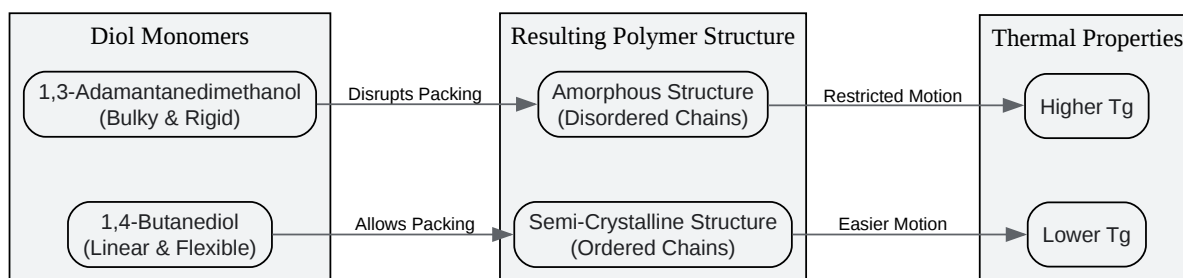 Diol Monomers
Resulting Polymer Structure
Thermal Properties
1,3-Adamantanedimethanol
(Bulky & Rigid)
Disrupts Packing
Amorphous Structure
(Disordered Chains)
Restricted Motion
Higher Tg
1,4-Butanediol
(Linear & Flexible)
Allows Packing
Semi-Crystalline Structure
(Ordered Chains)
Easier Motion
Lower Tg